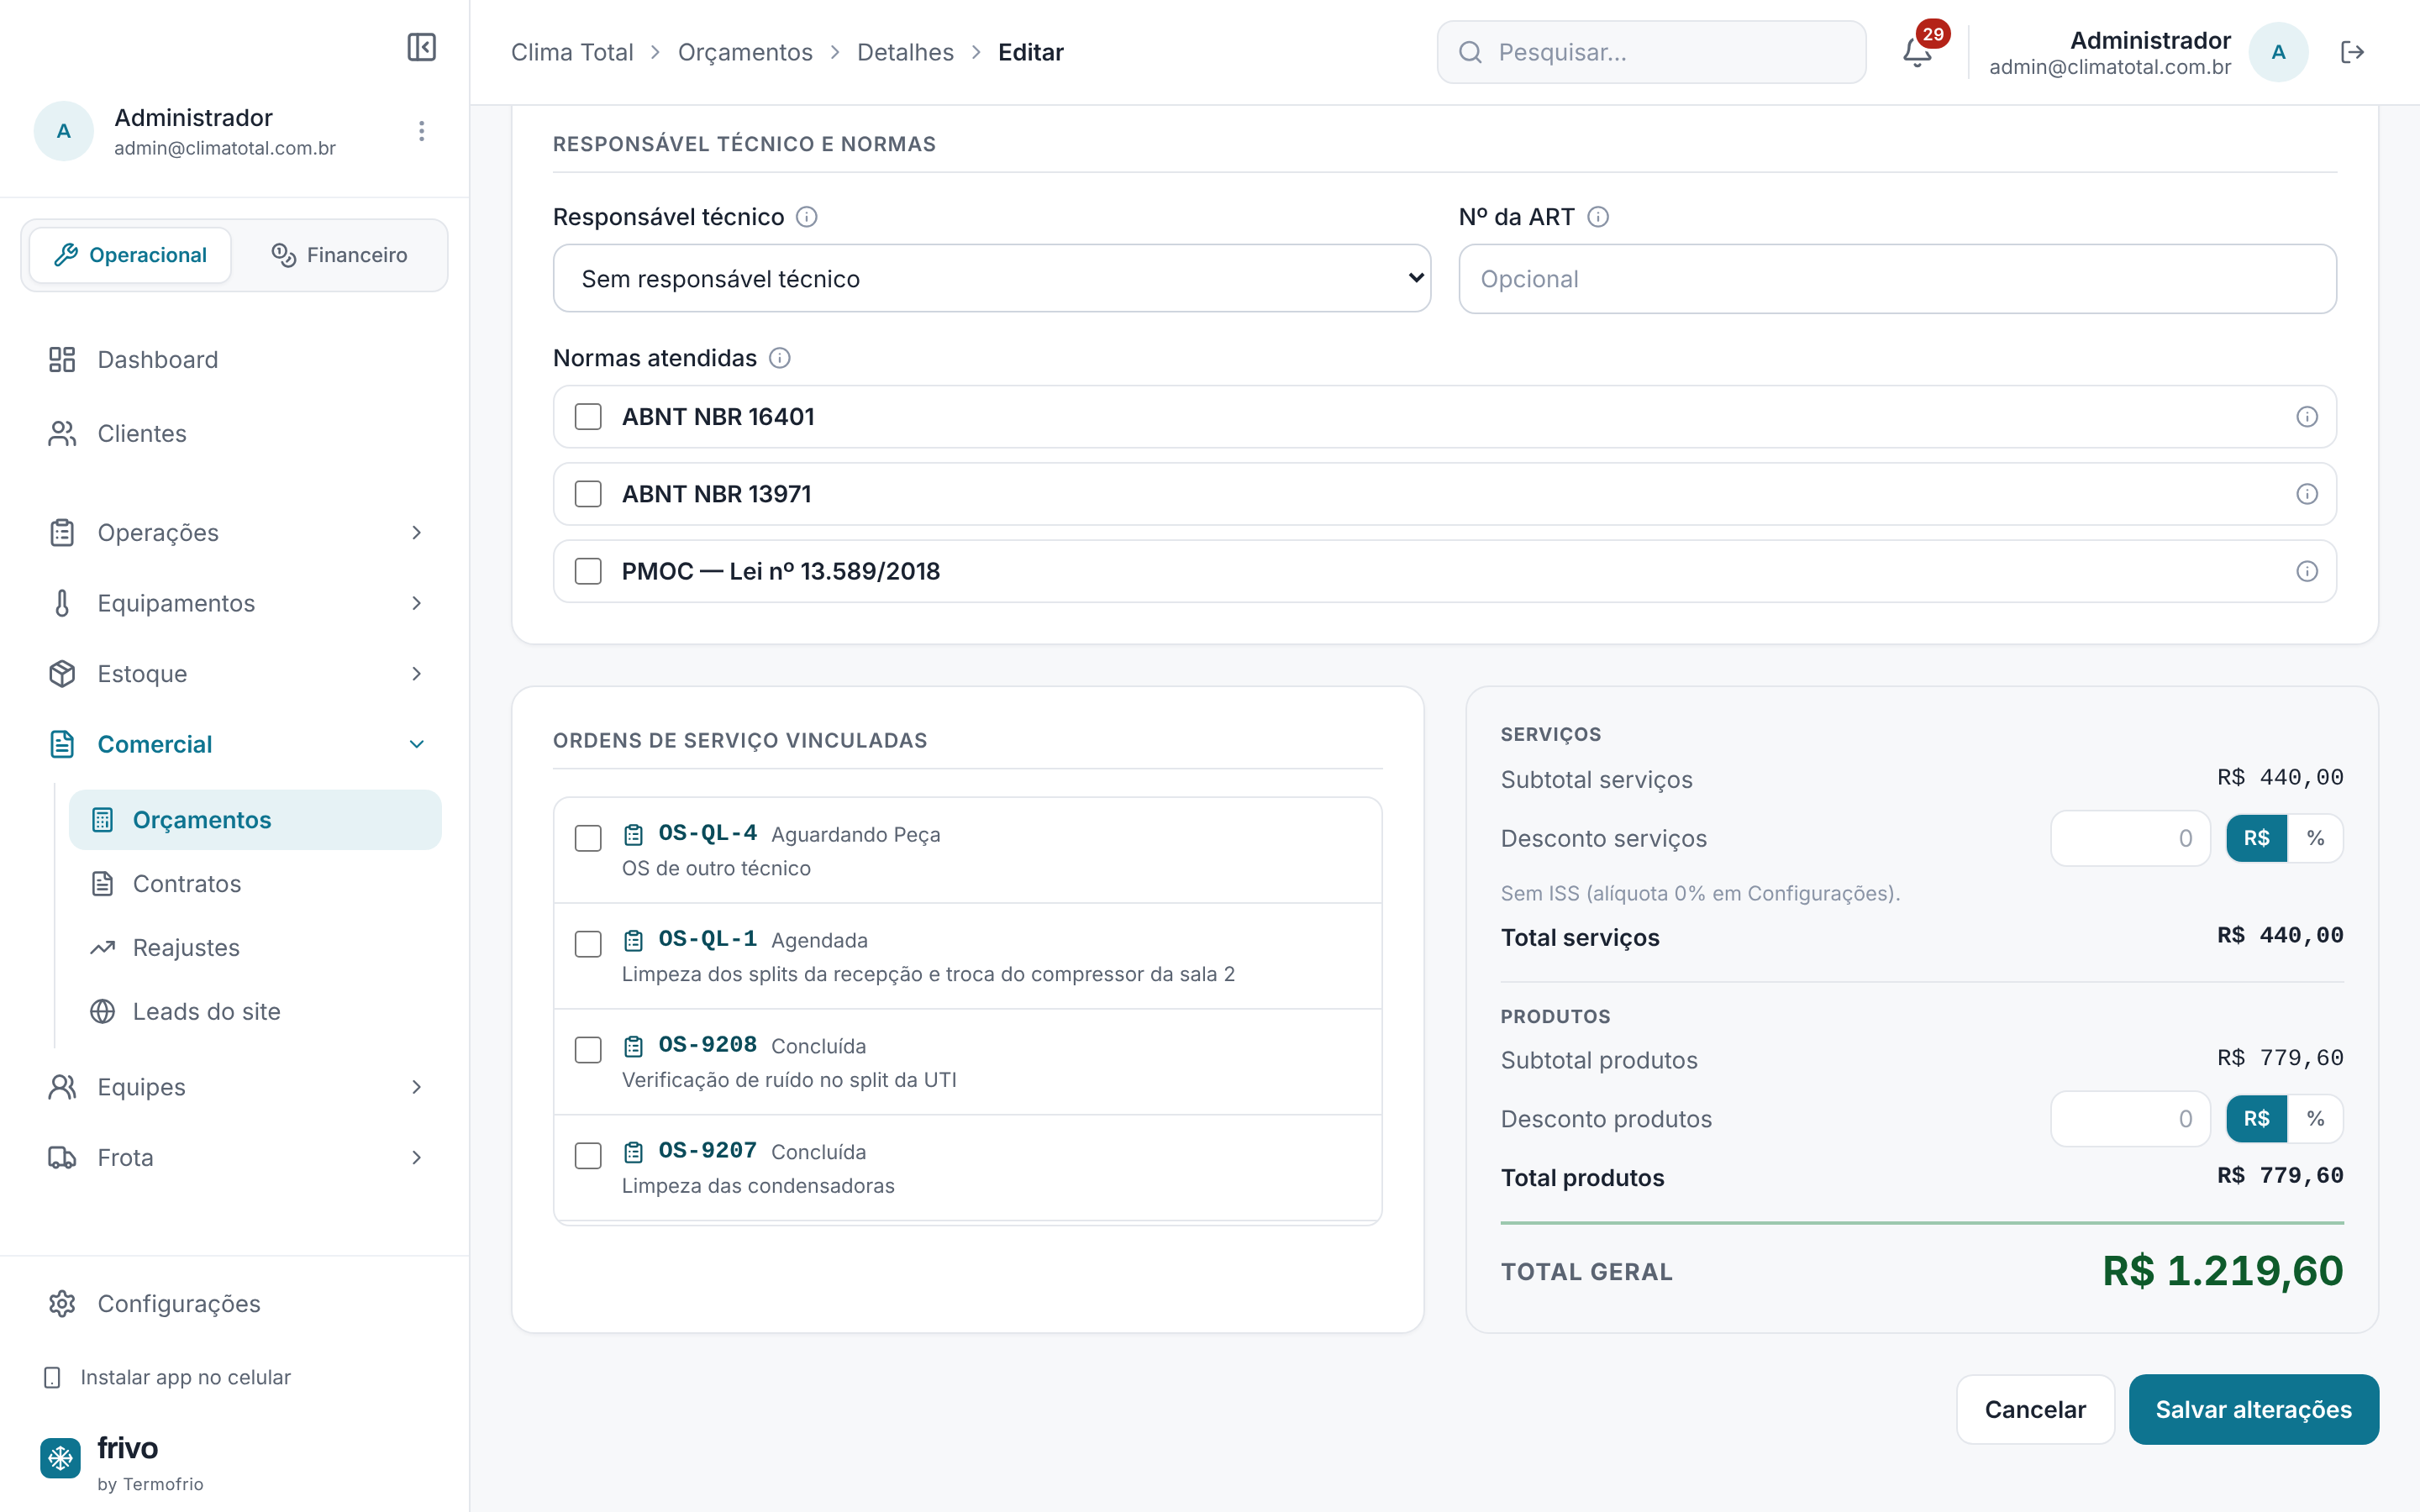 Clima Total > Orçamentos > Detalhes > Editar
Pesquisar...
29
Administrador
admin@climatotal.com.br
A
A
Administrador
admin@climatotal.com.br
Operacional
Financeiro
Dashboard
Clientes
Operações
Equipamentos
Estoque
Comercial
Orçamentos
Contratos
Reajustes
Leads do site
Equipes
Frota
Configurações
Instalar app no celular
frivo
by Termofrio
RESPONSÁVEL TÉCNICO E NORMAS
Responsável técnico
Sem responsável técnico
Nº da ART
Opcional
Normas atendidas
ABNT NBR 16401
ABNT NBR 13971
PMOC — Lei nº 13.589/2018
ORDENS DE SERVIÇO VINCULADAS
OS-QL-4 Aguardando Peça
OS de outro técnico
OS-QL-1 Agendada
Limpeza dos splits da recepção e troca do compressor da sala 2
OS-9208 Concluída
Verificação de ruído no split da UTI
OS-9207 Concluída
Limpeza das condensadoras
SERVIÇOS
Subtotal serviços R$ 440,00
Desconto serviços 0 R$ %
Sem ISS (alíquota 0% em Configurações).
Total serviços R$ 440,00
PRODUTOS
Subtotal produtos R$ 779,60
Desconto produtos 0 R$ %
Total produtos R$ 779,60
TOTAL GERAL R$ 1.219,60
Cancelar
Salvar alterações